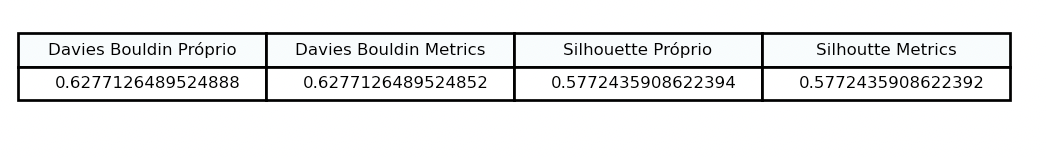 Davies Bouldin Próprio Davies Bouldin Metrics Silhouette Próprio Silhoutte Metrics
0.6277126489524888 0.6277126489524852 0.5772435908622394 0.5772435908622392